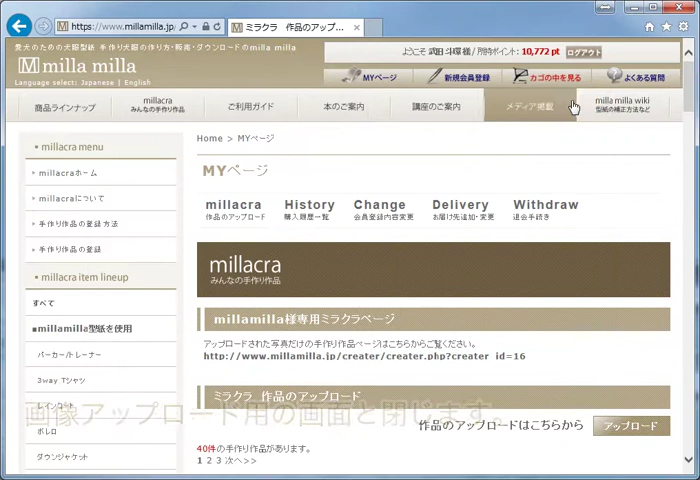 https://www.millamilla.jp/
ミラクラ　作品のアップ...
愛犬のための犬服型紙 手作り犬服の作り方・販売・ダウンロードのmilla milla
milla milla
Language select: Japanese | English
ようこそ 武田 斗環 様 / 所持ポイント: 10,772 pt ログアウト
MYページ
新規会員登録
カゴの中を見る
よくある質問
商品ラインナップ
millacra
みんなの手作り作品
ご利用ガイド
本のご案内
講座のご案内
メディア掲載
milla milla wiki
型紙の補正方法など
Home > MYページ
millacra menu
millacraホーム
millacraについて
手作り作品の登録方法
手作り作品の登録
millacra item lineup
すべて
■millamilla型紙を使用
パーカー/トレーナー
3way Tシャツ
レインコート
ボレロ
ダウンジャケット
MYページ
millacra
作品のアップロード
History
購入履歴一覧
Change
会員登録内容変更
Delivery
お届け先追加・変更
Withdraw
退会手続き
millacra
みんなの手作り作品
millamilla様専用ミラクラページ
アップロードされた写真だけの手作り作品ページはこちらからご覧ください。
http://www.millamilla.jp/creater/creater.php?creater_id=16
ミラクラ　作品のアップロード
画像アップロード用の画面と閉じます。
作品のアップロードはこちらから
アップロード
40件の手作り作品があります。
1 2 3 次へ>>